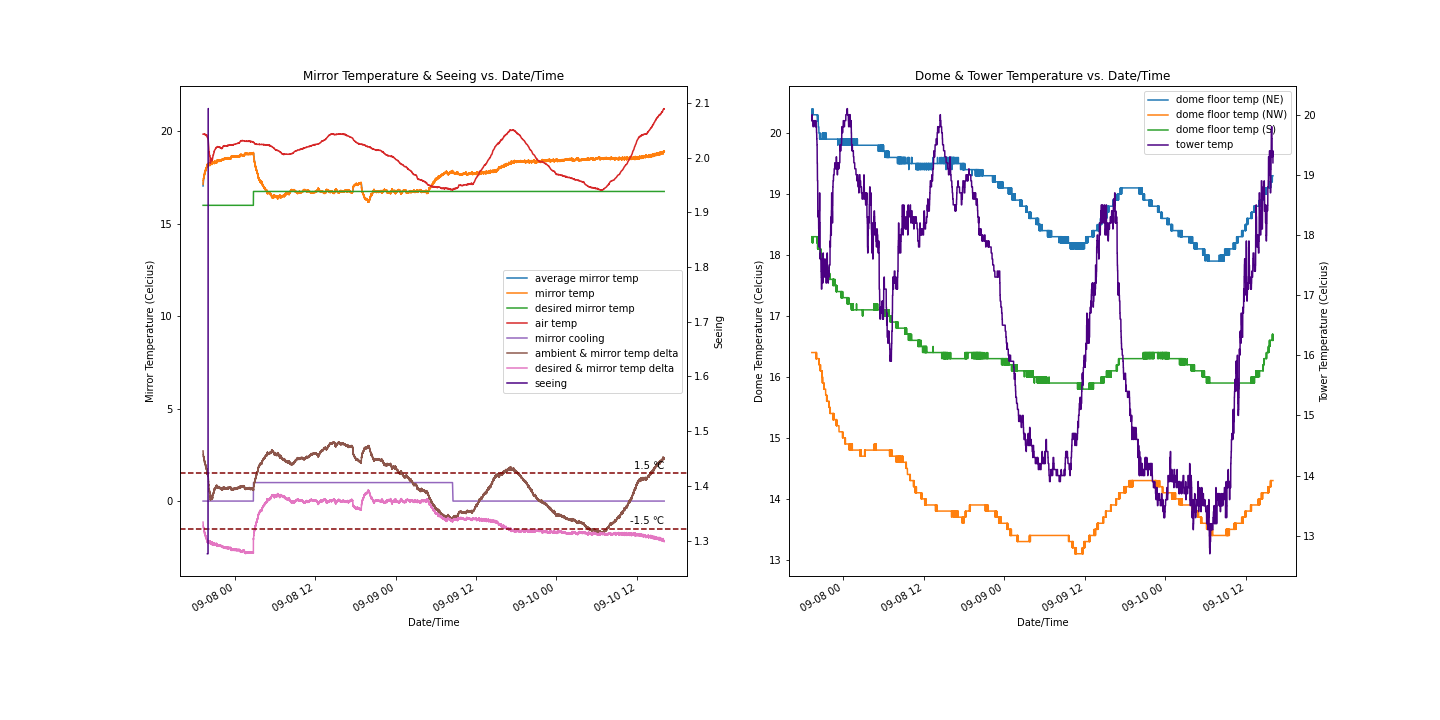 Mirror Temperature & Seeing vs. Date/Time
Mirror Temperature (Celcius)
20
15
10
5
0
2.1
2.0
1.9
1.8
1.7
1.6
1.5
1.4
1.3
Seeing
average mirror temp
mirror temp
desired mirror temp
air temp
mirror cooling
ambient & mirror temp delta
desired & mirror temp delta
seeing
1.5 °C
-1.5 °C
09-08 00
09-08 12
09-09 00
09-09 12
09-10 00
09-10 12
Date/Time
Dome & Tower Temperature vs. Date/Time
Dome Temperature (Celcius)
20
19
18
17
16
15
14
13
dome floor temp (NE)
dome floor temp (NW)
dome floor temp (S)
tower temp
20
19
18
17
16
15
14
13
Tower Temperature (Celcius)
09-08 00
09-08 12
09-09 00
09-09 12
09-10 00
09-10 12
Date/Time